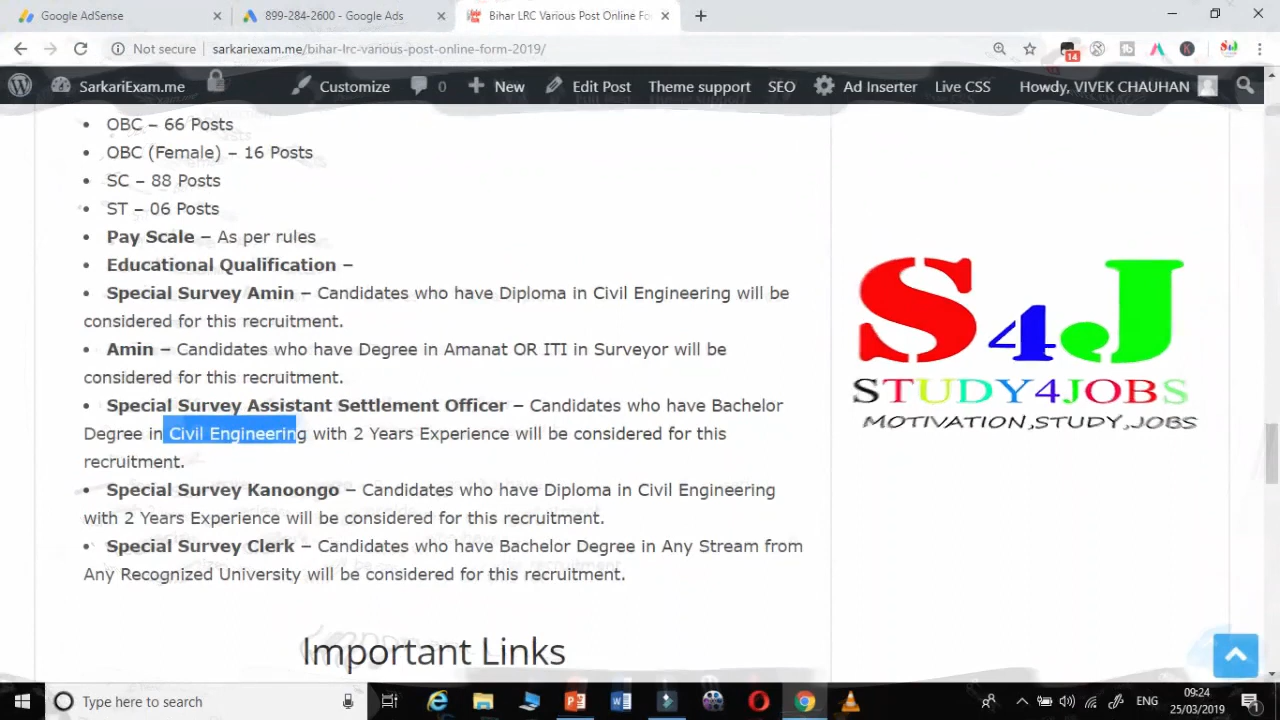 Google AdSense
899-284-2600 - Google Ads
Bihar LRC Various Post Online Fo
Not secure
sarkariexam.me/bihar-lrc-various-post-online-form-2019/
14
K
SarkariExam.me
Customize
0
New
Edit Post
Theme support
SEO
Ad Inserter
Live CSS
Howdy, VIVEK CHAUHAN
• OBC – 66 Posts
• OBC (Female) – 16 Posts
• SC – 88 Posts
• ST – 06 Posts
• Pay Scale – As per rules
• Educational Qualification –
• Special Survey Amin – Candidates who have Diploma in Civil Engineering will be
considered for this recruitment.
• Amin – Candidates who have Degree in Amanat OR ITI in Surveyor will be
considered for this recruitment.
• Special Survey Assistant Settlement Officer – Candidates who have Bachelor
Degree in Civil Engineering with 2 Years Experience will be considered for this
recruitment.
• Special Survey Kanoongo – Candidates who have Diploma in Civil Engineering
with 2 Years Experience will be considered for this recruitment.
• Special Survey Clerk – Candidates who have Bachelor Degree in Any Stream from
Any Recognized University will be considered for this recruitment.
Important Links
S4J
STUDY4JOBS
MOTIVATION,STUDY,JOBS
Type here to search
ENG
09:24
25/03/2019
1